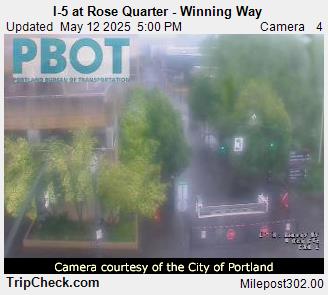 I-5 at Rose Quarter - Winning Way
Updated May 12 2025 5:00 PM Camera 4
PBOT
PORTLAND BUREAU OF TRANSPORTATION
Camera courtesy of the City of Portland
TripCheck.com Milepost302.00